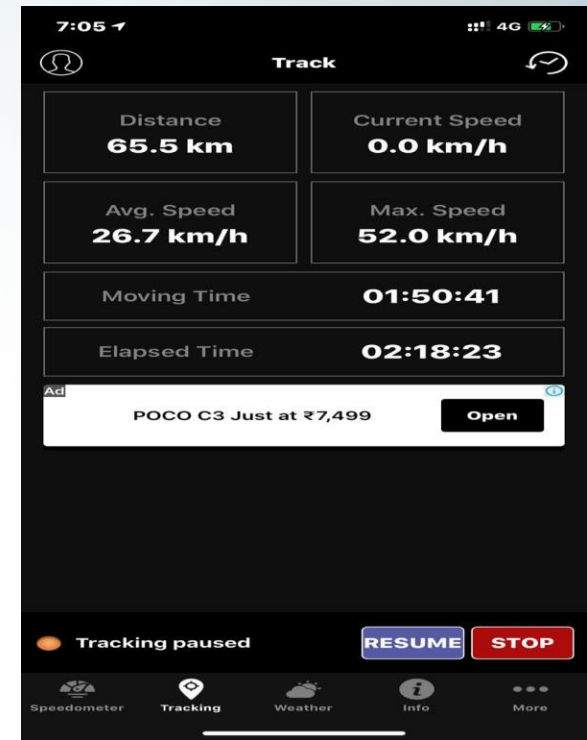 7:05
4G
Track
Distance
65.5 km
Current Speed
0.0 km/h
Avg. Speed
26.7 km/h
Max. Speed
52.0 km/h
Moving Time 01:50:41
Elapsed Time 02:18:23
Ad
POCO C3 Just at ₹7,499 Open
Tracking paused RESUME STOP
Speedometer Tracking Weather Info More